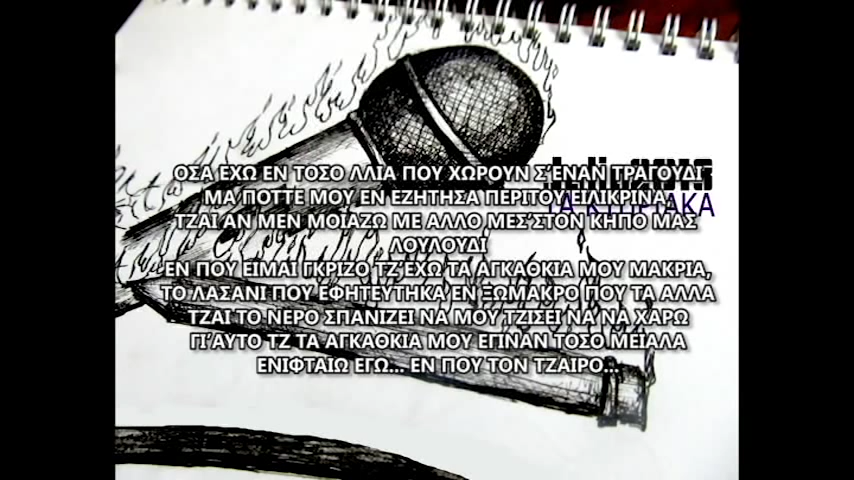 ΟΣΑ ΕΧΩ ΕΝ ΤΟΣΟ ΛΛΙΑ ΠΟΥ ΧΩΡΟΥΝ Σ'ΕΝΑΝ ΤΡΑΓΟΥΔΙ
ΜΑ ΠΟΤΤΕ ΜΟΥ ΕΝ ΕΖΗΤΗΣΑ ΠΕΡΙΤΟΥ ΕΙΛΙΚΡΙΝΑ
ΤΖΑΙ ΑΝ ΜΕΝ ΜΟΙΑΖΩ ΜΕ ΑΛΛΟ ΜΕΣ'ΣΤΟΝ ΚΗΠΟ ΜΑΣ
ΛΟΥΛΟΥΔΙ
ΕΝ ΠΟΥ ΕΙΜΑΙ ΓΚΡΙΖΟ ΤΖ'ΕΧΩ ΤΑ ΑΓΚΑΘΚΙΑ ΜΟΥ ΜΑΚΡΙΑ,
ΤΟ ΛΑΣΑΝΙ ΠΟΥ ΕΦΗΤΕΥΤΗΚΑ ΕΝ ΞΩΜΑΚΡΟ ΠΟΥ ΤΑ ΑΛΛΑ
ΤΖΑΙ ΤΟ ΝΕΡΟ ΣΠΑΝΙΖΕΙ ΝΑ ΜΟΥ ΤΖΙΣΕΙ ΝΑ ΝΑ ΧΑΡΩ
ΓΙ'ΑΥΤΟ ΤΖ ΤΑ ΑΓΚΑΘΚΙΑ ΜΟΥ ΕΓΙΝΑΝ ΤΟΣΟ ΜΕΙΑΛΑ
ΕΝΙΦΤΑΙΩ ΕΓΩ... ΕΝ ΠΟΥ ΤΟΝ ΤΖΑΙΡΟ...